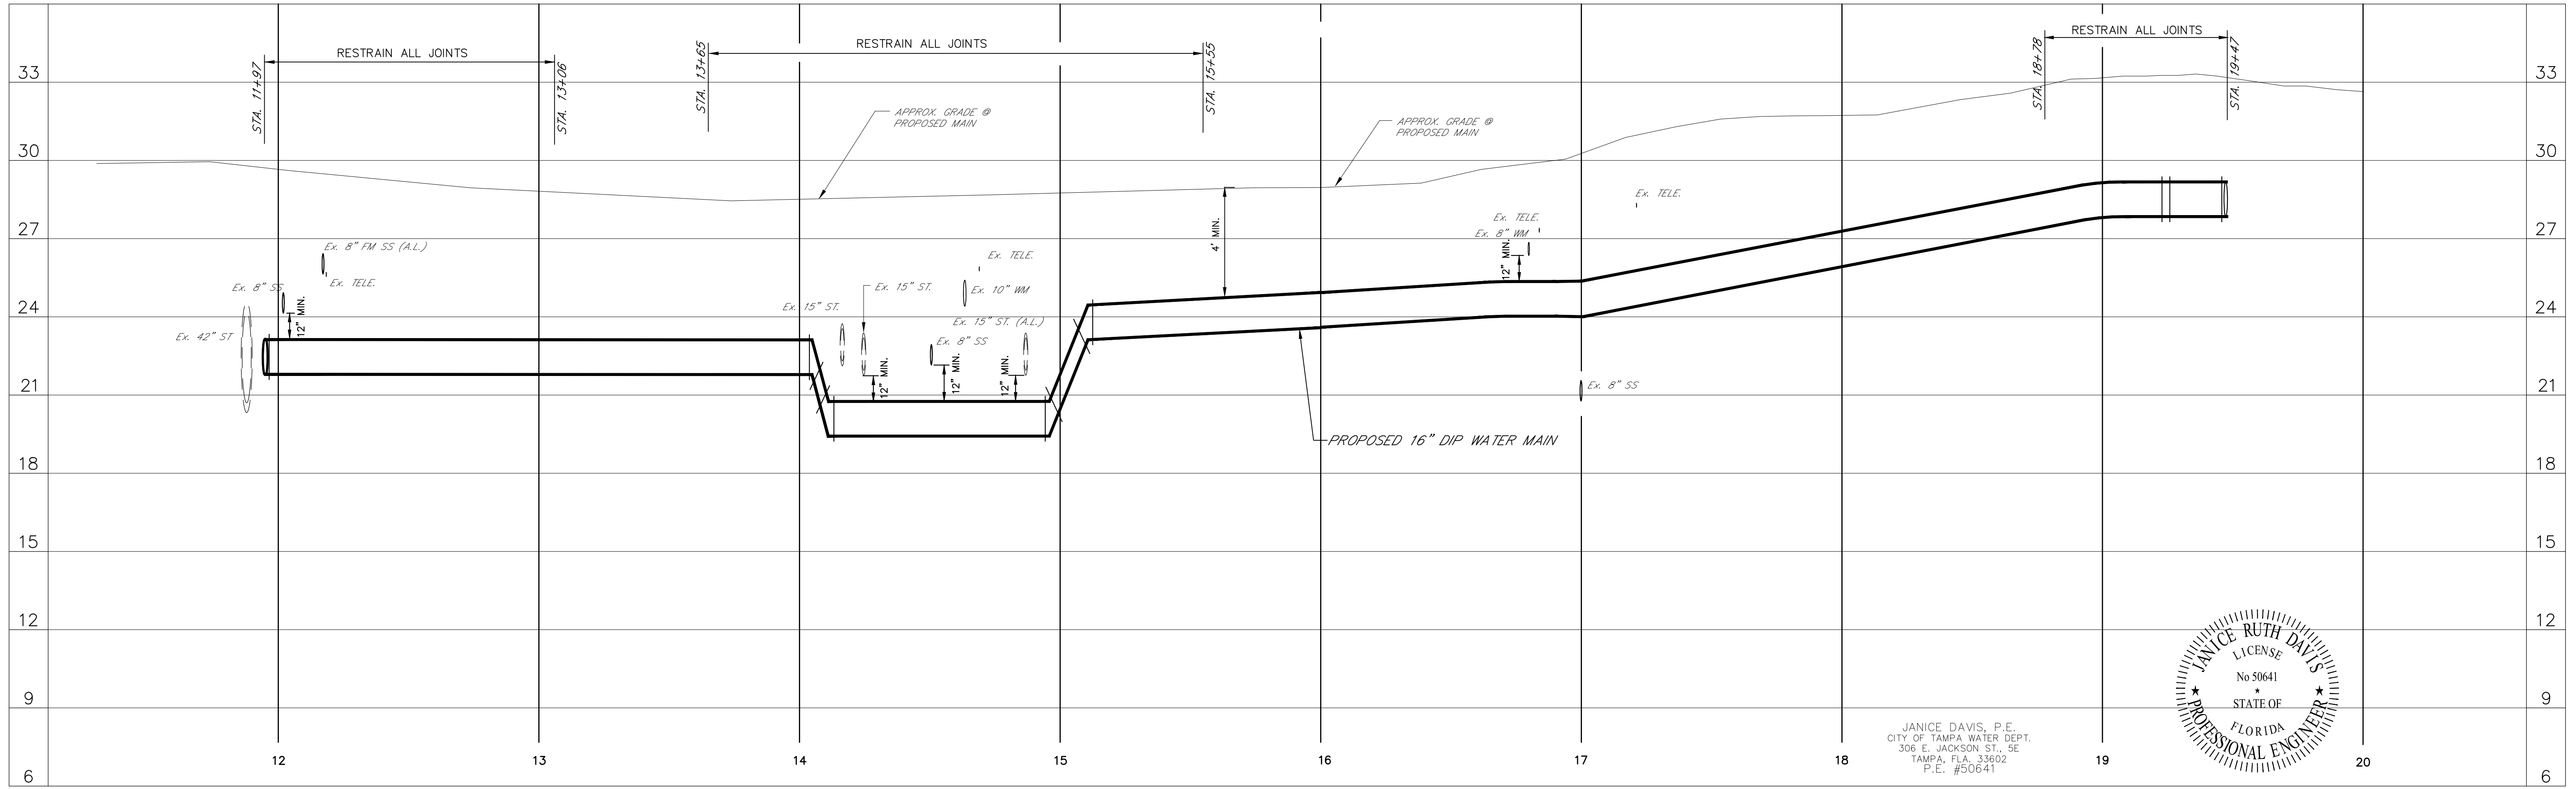 RESTRAIN ALL JOINTS
RESTRAIN ALL JOINTS
RESTRAIN ALL JOINTS
STA. 11+97
STA. 13+06
STA. 13+65
STA. 15+55
STA. 18+78
STA. 19+47
33
33
APPROX. GRADE @
PROPOSED MAIN
APPROX. GRADE @
PROPOSED MAIN
30
30
Ex. TELE.
4' MIN.
Ex. TELE.
27
27
Ex. 8" WM
12" MIN.
Ex. 8" FM SS (A.L.)
Ex. TELE.
Ex. TELE.
Ex. 8" SS
Ex. 15" ST.
Ex. 10" WM
12" MIN.
Ex. 15" ST.
24
24
Ex. 15" ST. (A.L.)
Ex. 42" ST
Ex. 8" SS
12" MIN.
12" MIN.
12" MIN.
21
21
Ex. 8" SS
PROPOSED 16" DIP WATER MAIN
18
18
15
15
12
12
JANICE RUTH DAVIS
LICENSE
No 50641
STATE OF
FLORIDA
PROFESSIONAL ENGINEER
9
9
JANICE DAVIS, P.E.
CITY OF TAMPA WATER DEPT.
306 E. JACKSON ST., 5E
TAMPA, FLA. 33602
P.E. #50641
12
13
14
15
16
17
18
19
20
6
6